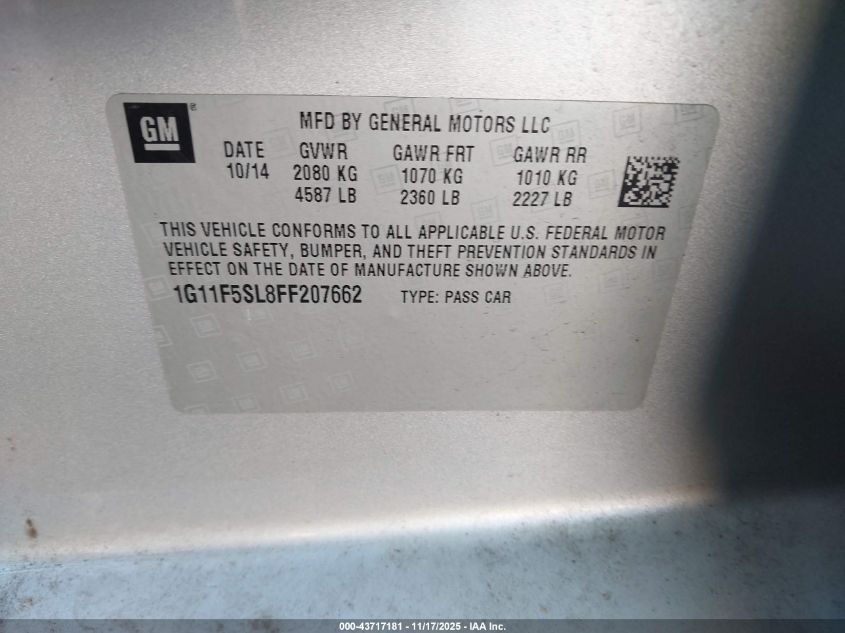 GM ®
MFD BY GENERAL MOTORS LLC
DATE GVWR GAWR FRT GAWR RR
10/14 2080 KG 1070 KG 1010 KG
4587 LB 2360 LB 2227 LB
THIS VEHICLE CONFORMS TO ALL APPLICABLE U.S. FEDERAL MOTOR
VEHICLE SAFETY, BUMPER, AND THEFT PREVENTION STANDARDS IN
EFFECT ON THE DATE OF MANUFACTURE SHOWN ABOVE.
1G11F5SL8FF207662 TYPE: PASS CAR
000-43717181 - 11/17/2025 - IAA Inc.